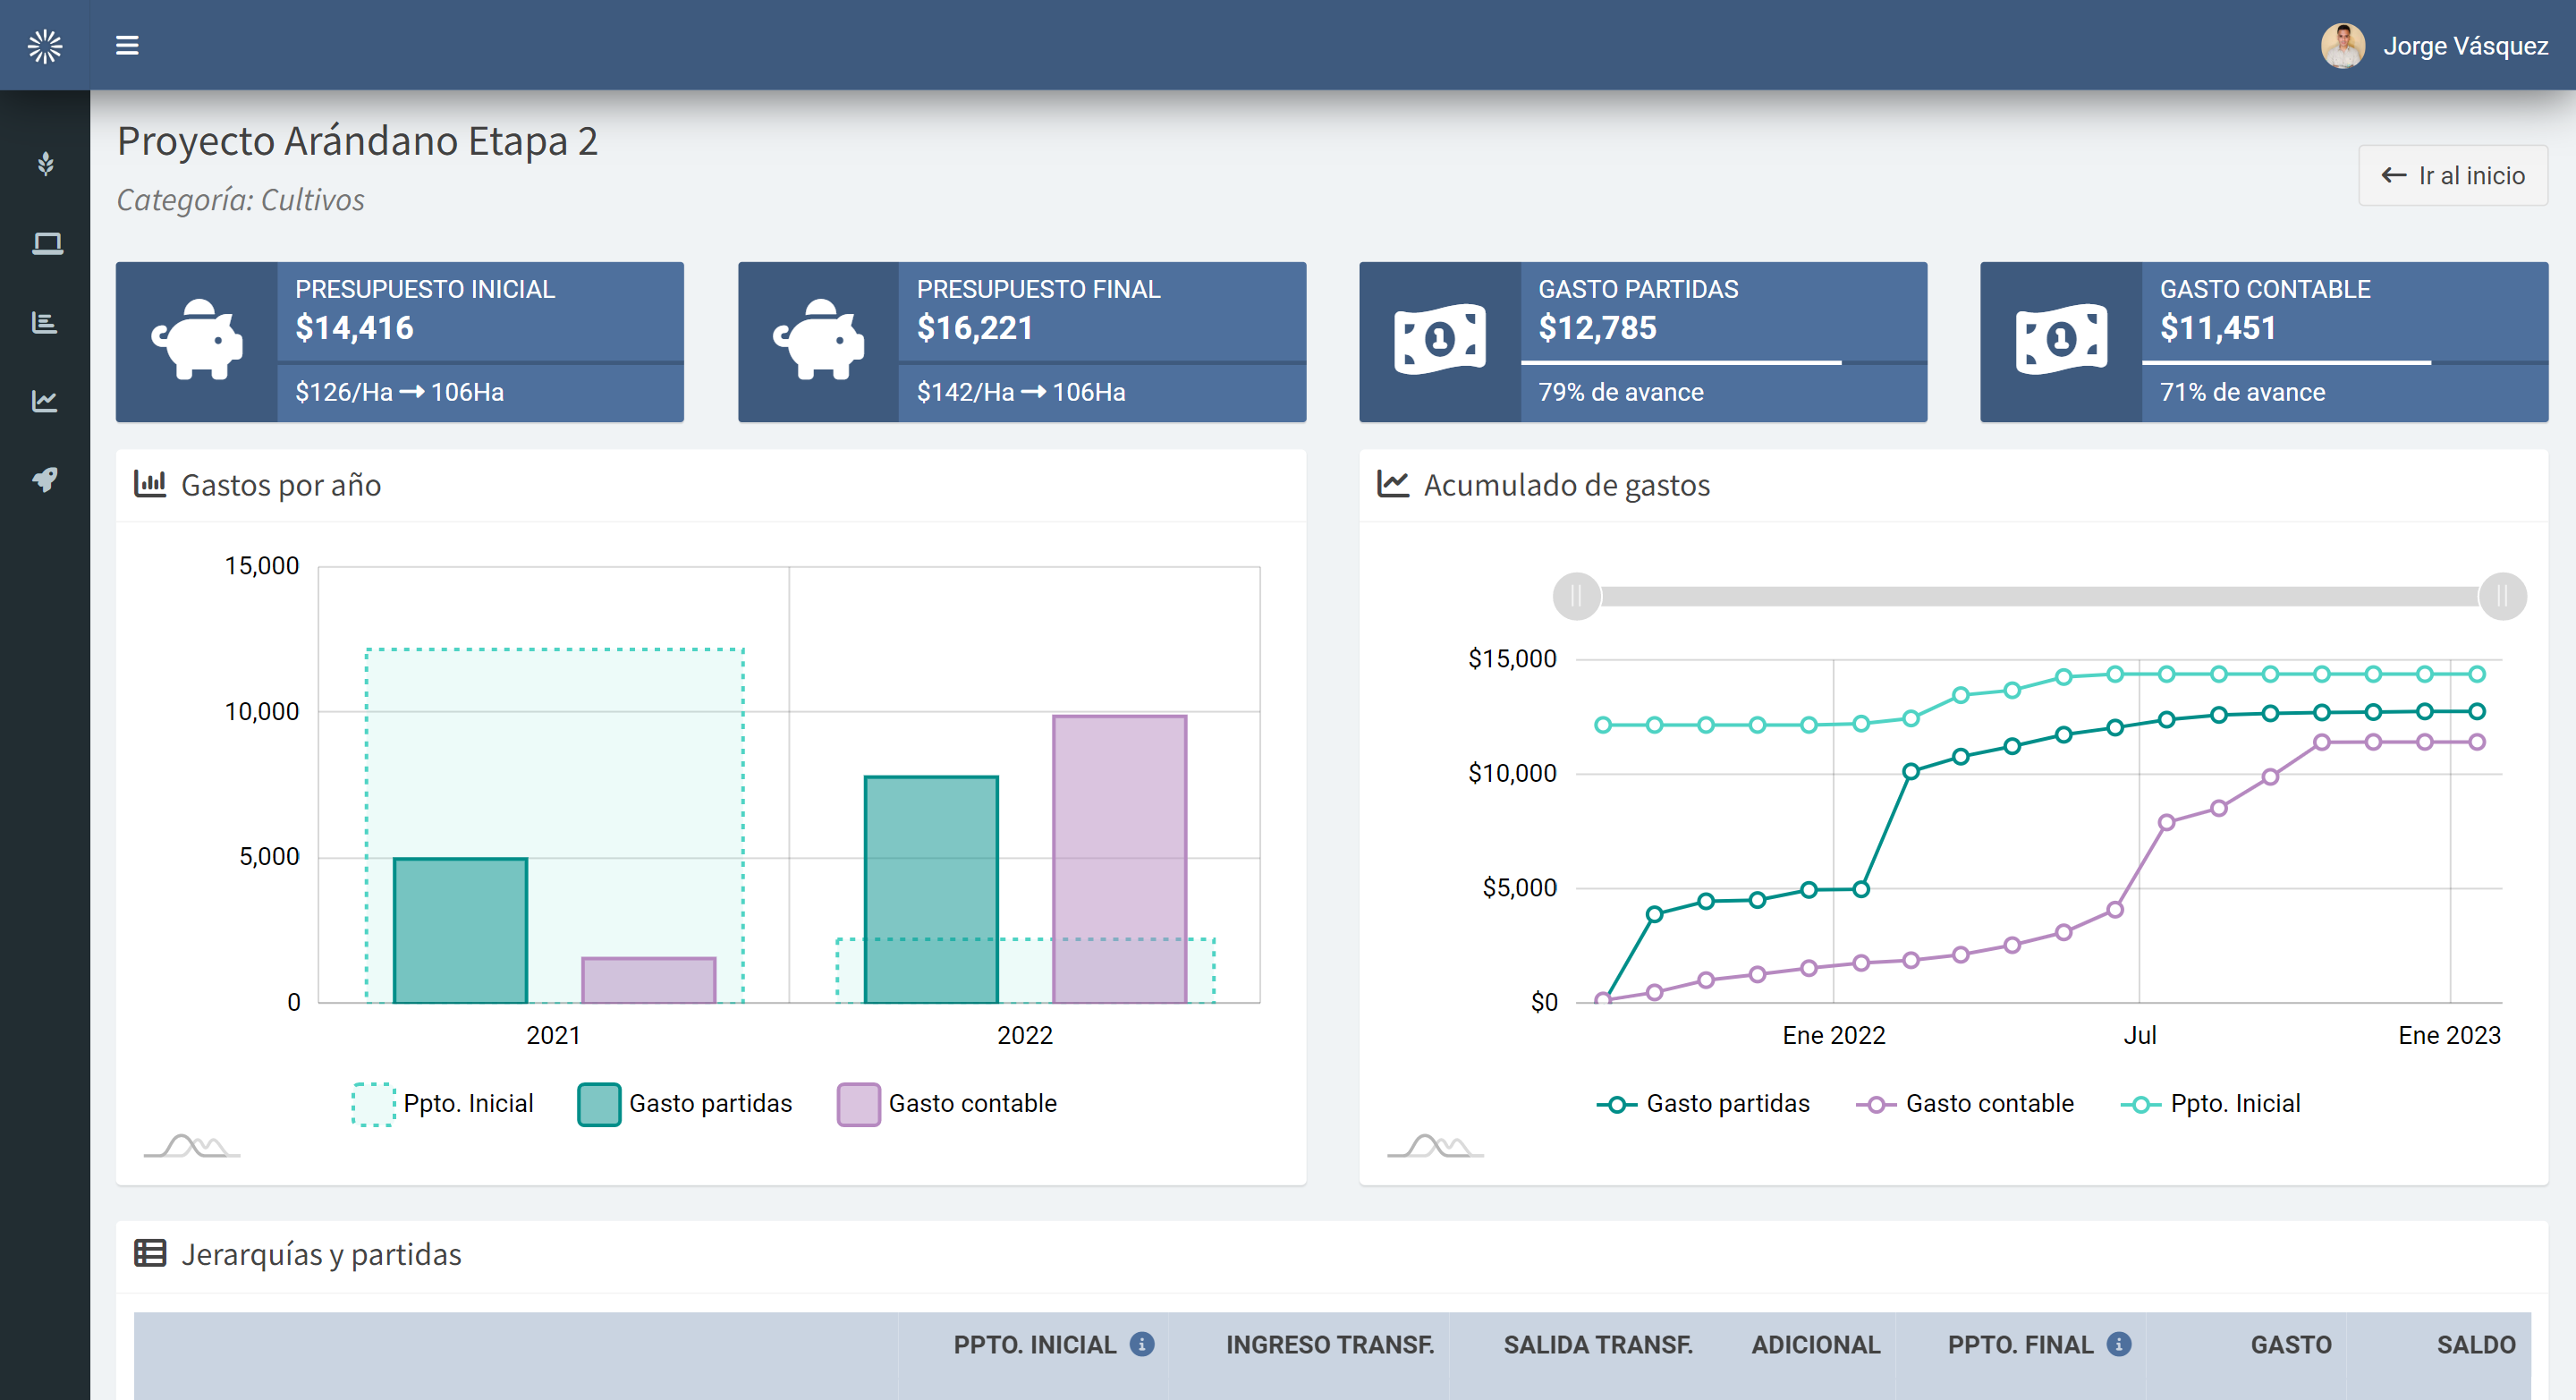 Jorge Vásquez
Proyecto Arándano Etapa 2
Categoría: Cultivos
Ir al inicio
PRESUPUESTO INICIAL
$14,416
$126/Ha 106Ha
PRESUPUESTO FINAL
$16,221
$142/Ha 106Ha
GASTO PARTIDAS
$12,785
79% de avance
GASTO CONTABLE
$11,451
71% de avance
Gastos por año
15,000
10,000
5,000
0
2021 2022
Ppto. Inicial Gasto partidas Gasto contable
Acumulado de gastos
$15,000
$10,000
$5,000
$0
Ene 2022 Jul Ene 2023
Gasto partidas Gasto contable Ppto. Inicial
Jerarquías y partidas
PPTO. INICIAL INGRESO TRANSF. SALIDA TRANSF. ADICIONAL PPTO. FINAL GASTO SALDO